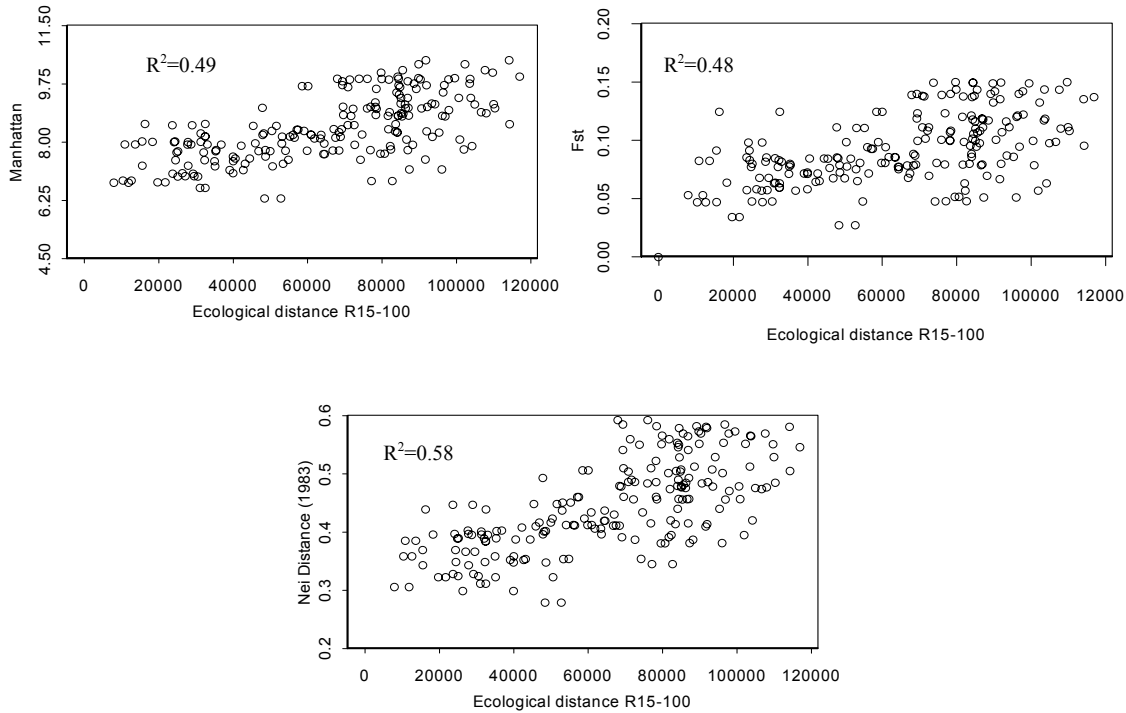 11.50
9.75
8.00
6.25
4.50
Manhattan
R²=0.49
0 20000 40000 60000 80000 100000 120000
Ecological distance R15-100
0.20
0.15
0.10
0.05
0.00
Fst
R²=0.48
0 20000 40000 60000 80000 100000 12000
Ecological distance R15-100
0.6
0.5
0.4
0.3
0.2
Nei Distance (1983)
R²=0.58
0 20000 40000 60000 80000 100000 120000
Ecological distance R15-100